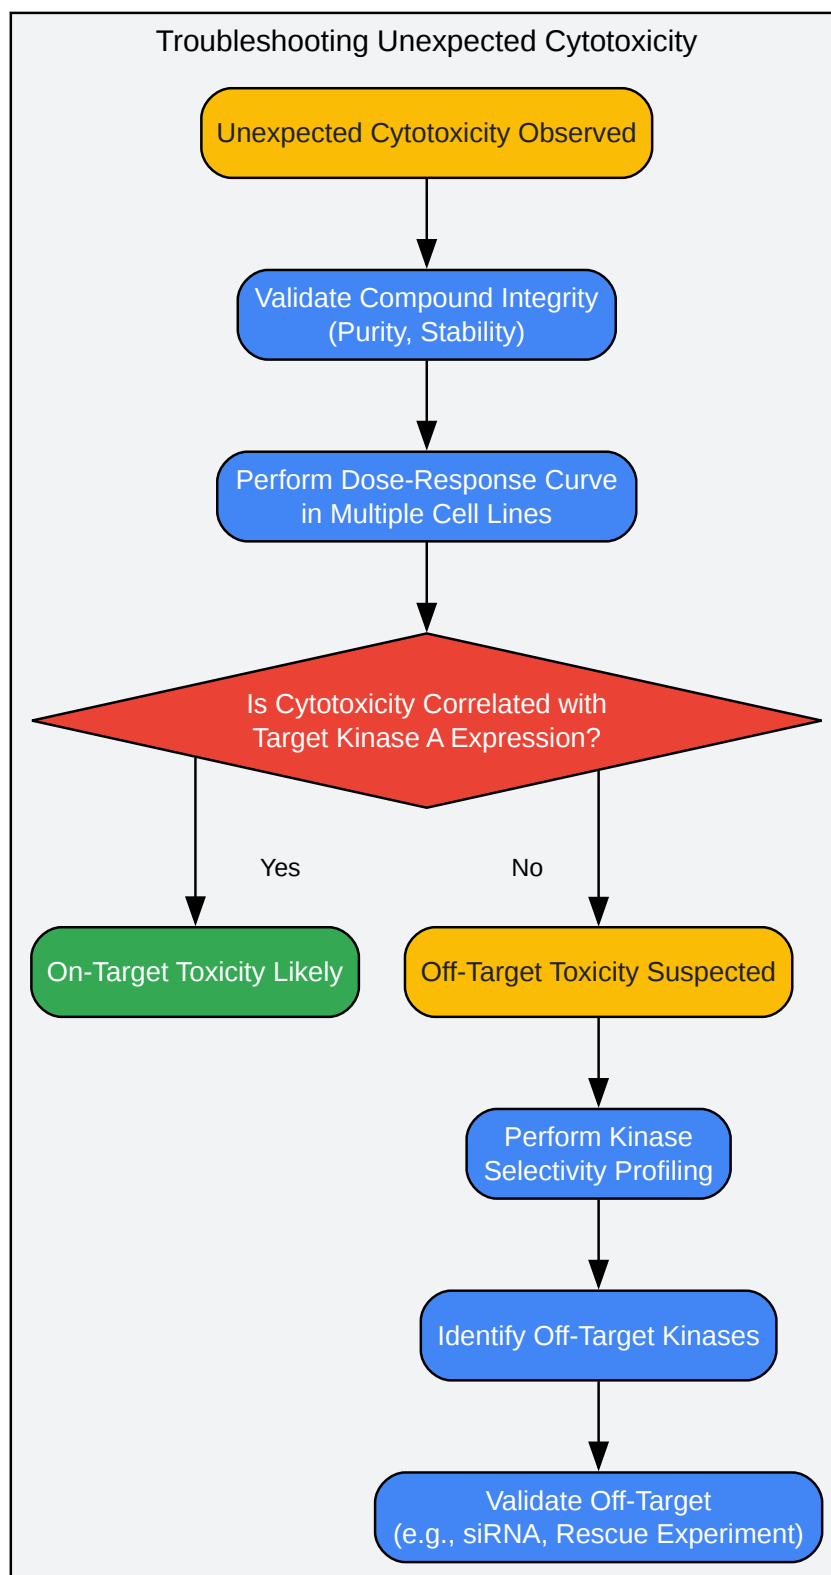 Troubleshooting Unexpected Cytotoxicity
Unexpected Cytotoxicity Observed
Validate Compound Integrity
(Purity, Stability)
Perform Dose-Response Curve
in Multiple Cell Lines
Is Cytotoxicity Correlated with
Target Kinase A Expression?
Yes
No
On-Target Toxicity Likely
Off-Target Toxicity Suspected
Perform Kinase
Selectivity Profiling
Identify Off-Target Kinases
Validate Off-Target
(e.g., siRNA, Rescue Experiment)